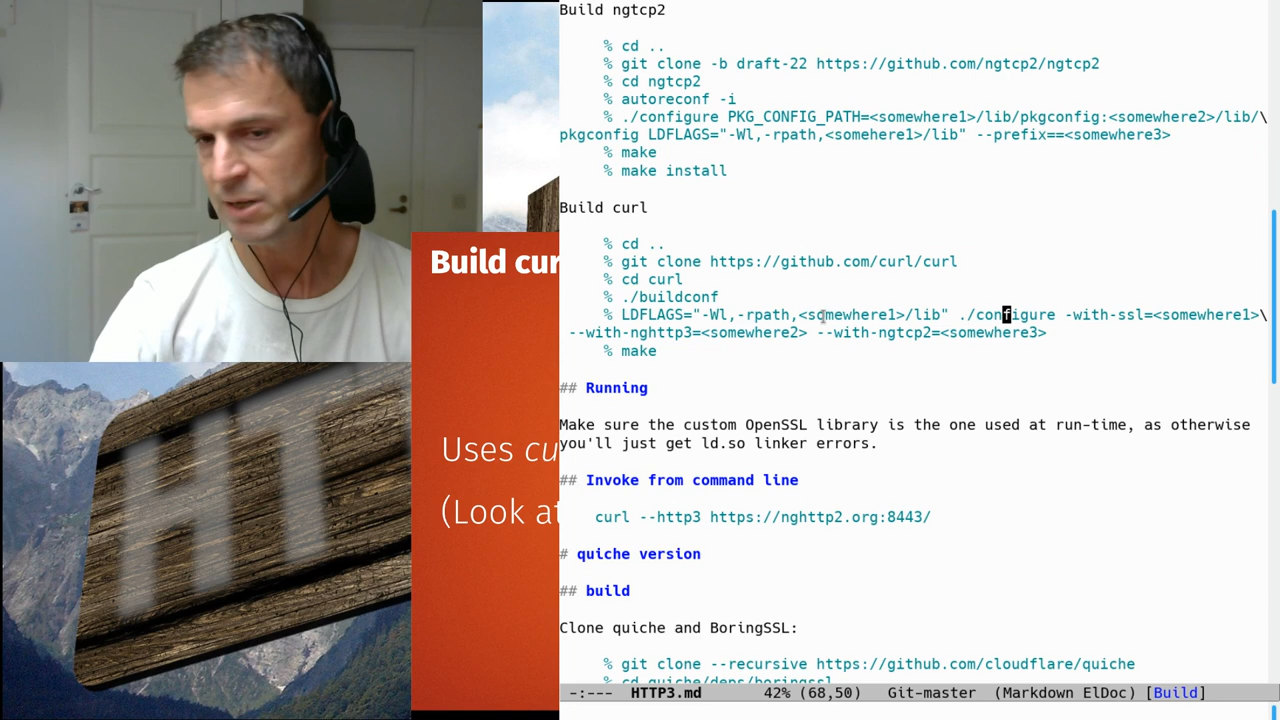 Build ngtcp2
% cd ..
% git clone -b draft-22 https://github.com/ngtcp2/ngtcp2
% cd ngtcp2
% autoreconf -i
% ./configure PKG_CONFIG_PATH=<somewhere1>/lib/pkgconfig:<somewhere2>/lib/\
pkgconfig LDFLAGS="-Wl,-rpath,<somehere1>/lib" --prefix==<somewhere3>
% make
% make install
Build curl
% cd ..
% git clone https://github.com/curl/curl
% cd curl
% ./buildconf
% LDFLAGS="-Wl,-rpath,<somewhere1>/lib" ./configure -with-ssl=<somewhere1>\
--with-nghttp3=<somewhere2> --with-ngtcp2=<somewhere3>
% make
## Running
Make sure the custom OpenSSL library is the one used at run-time, as otherwise
you'll just get ld.so linker errors.
## Invoke from command line
curl --http3 https://nghttp2.org:8443/
# quiche version
## build
Clone quiche and BoringSSL:
% git clone --recursive https://github.com/cloudflare/quiche
% cd quiche/deps/boringssl
-:--- HTTP3.md 42% (68,50) Git-master (Markdown ElDoc) [Build]
Build cur
Uses cu
(Look at
HT